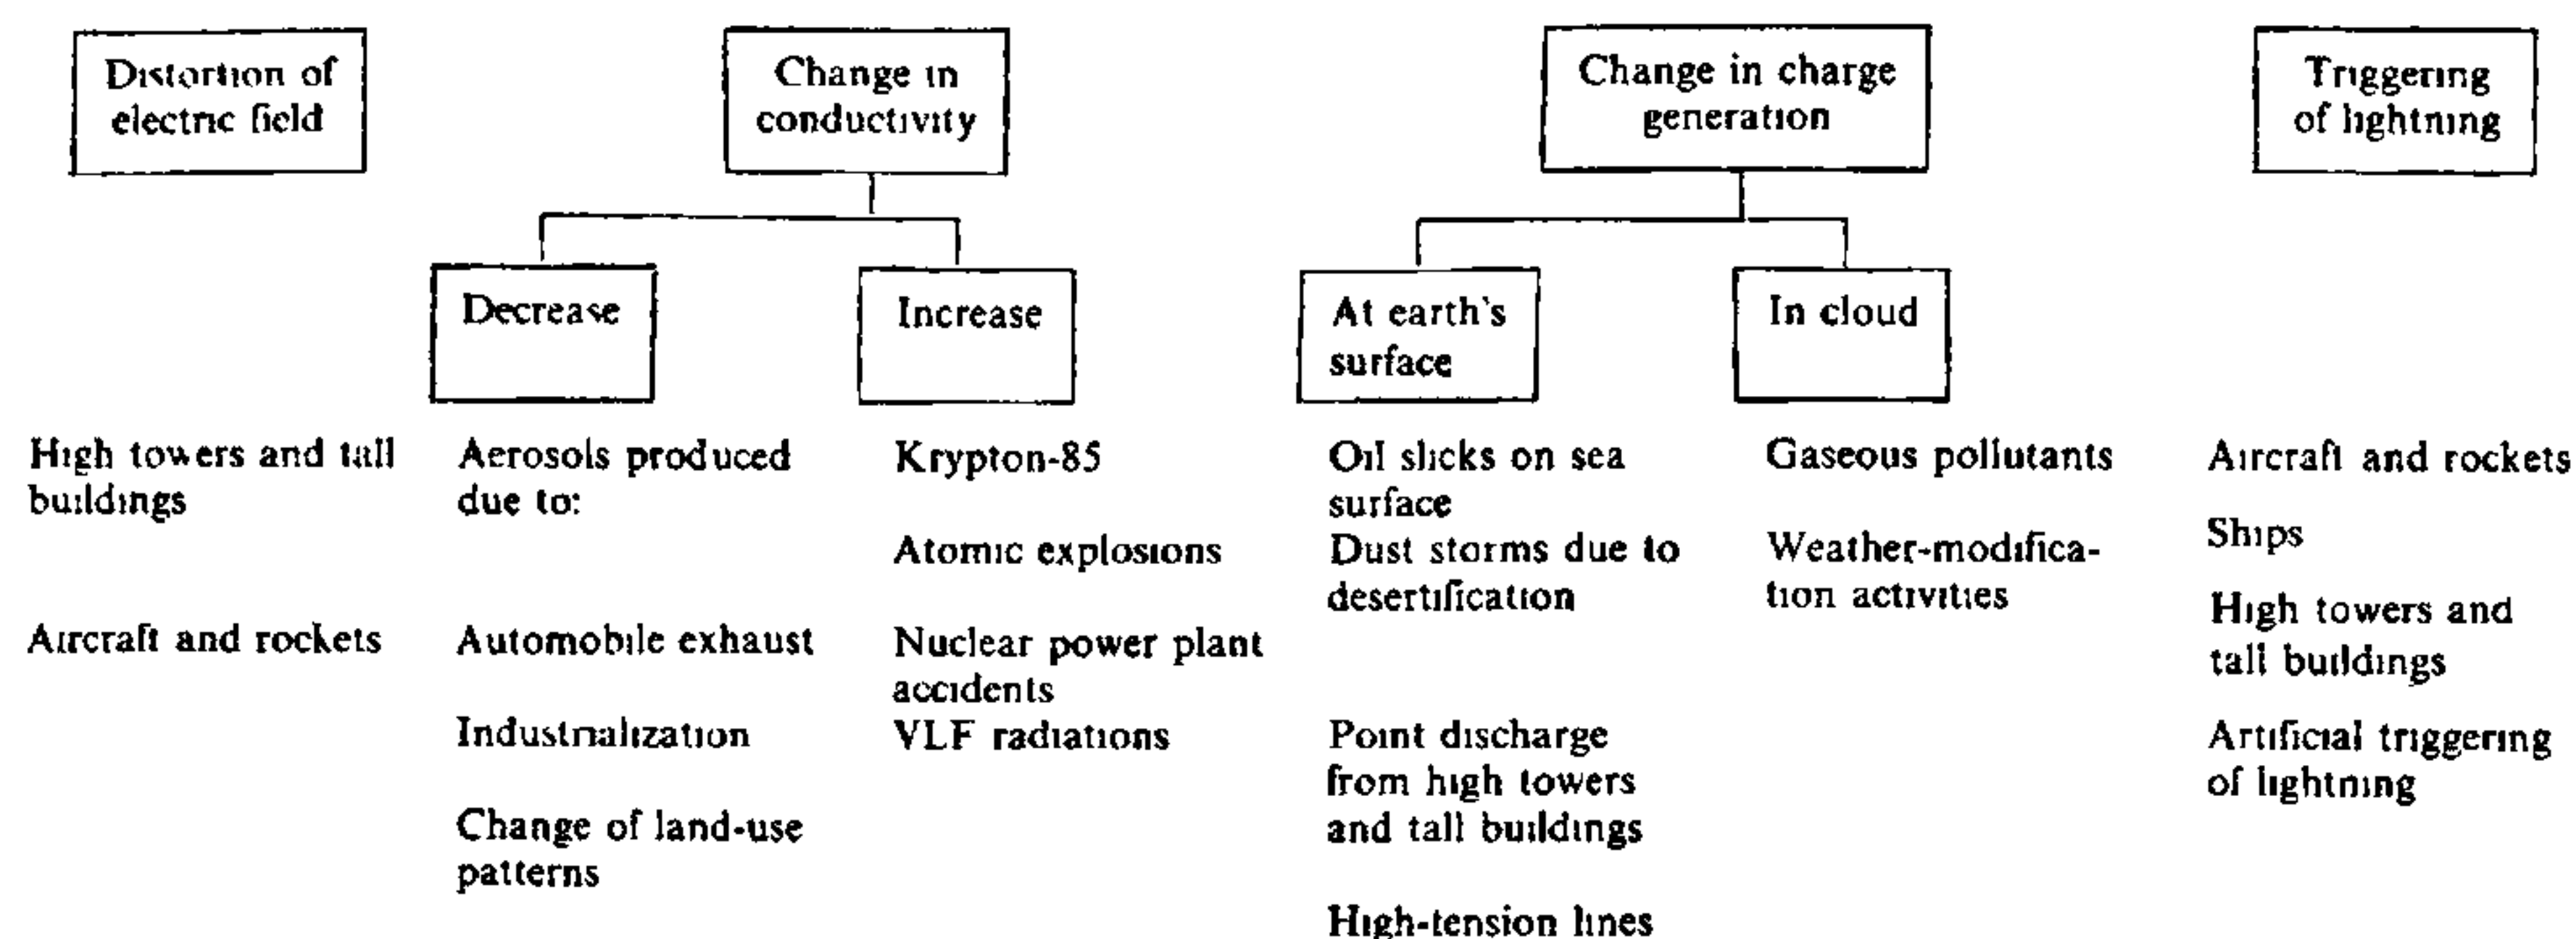 Distortion of
electric field
Change in
conductivity
Change in charge
generation
Triggering
of lightning
Decrease
Increase
At earth's
surface
In cloud
High towers and tall
buildings
Aircraft and rockets
Aerosols produced
due to:
Automobile exhaust
Industrialization
Change of land-use
patterns
Krypton-85
Atomic explosions
Nuclear power plant
accidents
VLF radiations
Oil slicks on sea
surface
Dust storms due to
desertification
Point discharge
from high towers
and tall buildings
High-tension lines
Gaseous pollutants
Weather-modifica-
tion activities
Aircraft and rockets
Ships
High towers and
tall buildings
Artificial triggering
of lightning